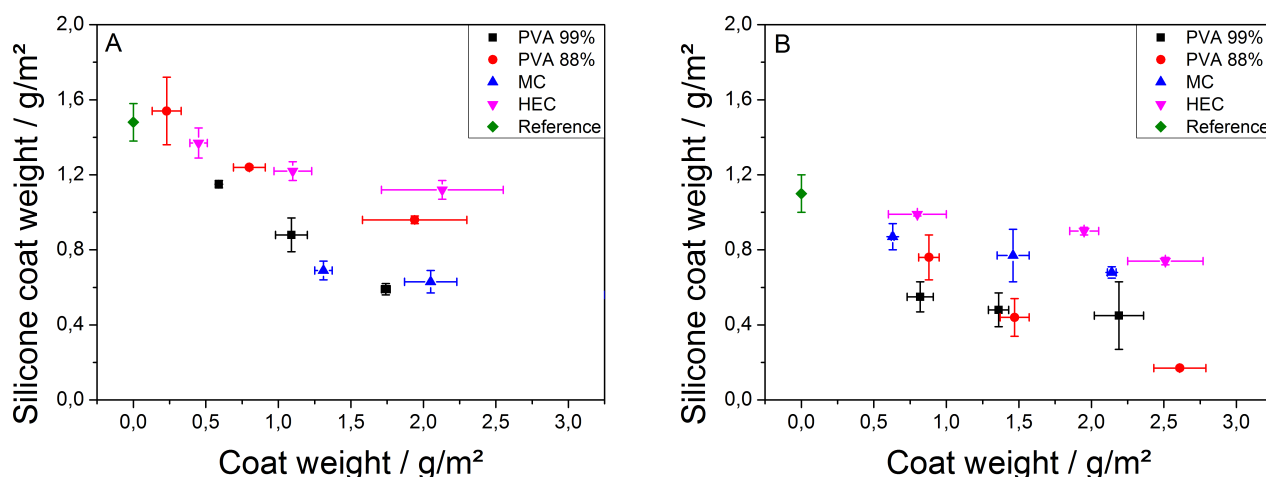 A
PVA 99%
PVA 88%
MC
HEC
Reference
2,0
1,6
1,2
0,8
0,4
0,0
Silicone coat weight / g/m²
0,0 0,5 1,0 1,5 2,0 2,5 3,0
Coat weight / g/m²
B
PVA 99%
PVA 88%
MC
HEC
Reference
2,0
1,6
1,2
0,8
0,4
0,0
Silicone coat weight / g/m²
0,0 0,5 1,0 1,5 2,0 2,5 3,0
Coat weight / g/m²